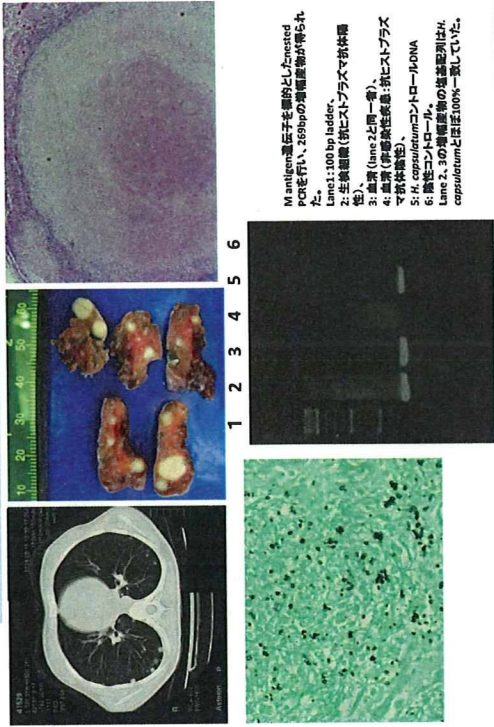 M antigen遺伝子を標的としたnested
PCRを行い、269bpの増幅産物が得られ
た。
Lane1:100 bp ladder、
2: 生検組織(抗ヒストプラズマ抗体陽
性)、
3: 血清(lane 2と同一者)、
4: 血清(非感染性疾患:抗ヒストプラズ
マ抗体陰性)、
5: H. capsulatumコントロールDNA
6: 陰性コントロール。
Lane 2, 3の増幅産物の塩基配列はH.
capsulatumとほぼ100%一致していた。
1 2 3 4 5 6
10 20 30 40 50 60
41529
R
P